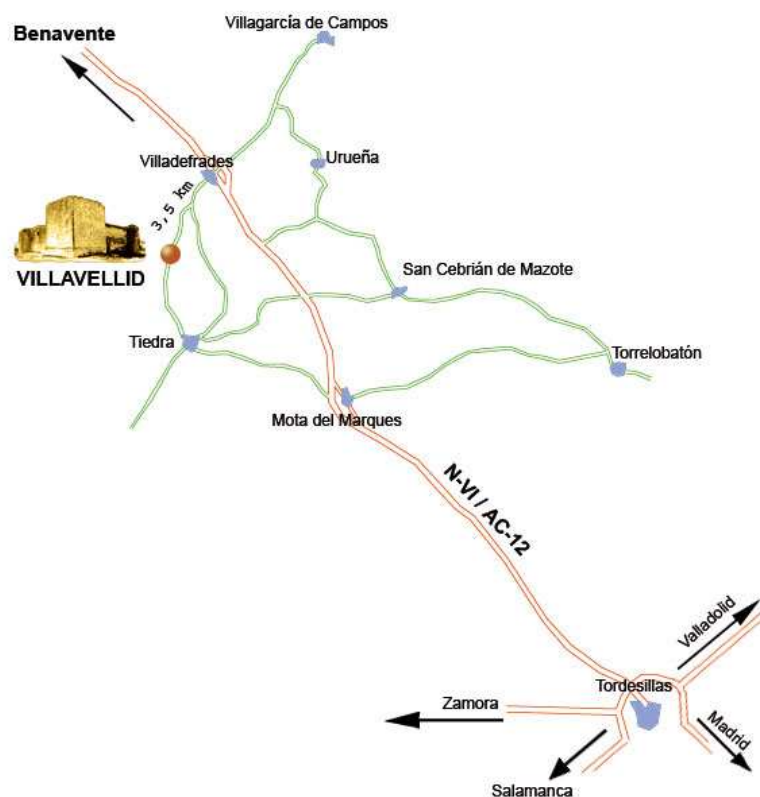 Villagarcía de Campos
Benavente
Villadefrades
Urueña
3,5 km
VILLAVELLID
San Cebrián de Mazote
Tiedra
Torrelobatón
Mota del Marques
N-VI / AC-12
Valladolid
Tordesillas
Zamora
Madrid
Salamanca